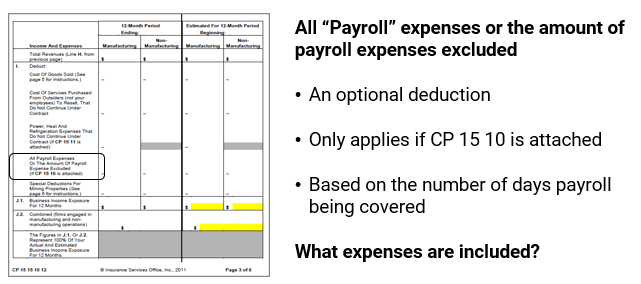 12-Month Period
Ending:
Estimated For 12-Month Period
Beginning:
Income And Expenses
Manufacturing
Non-
Manufacturing
Manufacturing
Non-
Manufacturing
Total Revenues (Line H. from
previous page)
$ $ $ $
I. Deduct:
Cost Of Goods Sold (See
page 5 for instructions.)
– – – –
Cost Of Services Purchased
From Outsiders (not your
employees) To Resell, That
Do Not Continue Under
Contract
– – – –
Power, Heat And
Refrigeration Expenses That
Do Not Continue Under
Contract (if CP 15 11 is
attached)
– –
All Payroll Expenses
Or The Amount Of Payroll
Expense Excluded
(if CP 15 10 is attached)
– – – –
Special Deductions For
Mining Properties (See
page 6 for instructions.)
– – – –
J.1. Business Income Exposure
For 12 Months
$ $ $ $
J.2. Combined (firms engaged in
manufacturing and non-
manufacturing operations)
$ $
The Figures In J.1. Or J.2.
Represent 100% Of Your
Actual And Estimated
Business Income Exposure
For 12 Months.
CP 15 15 10 12 © Insurance Services Office, Inc., 2011 Page 3 of 6
All “Payroll” expenses or the amount of
payroll expenses excluded
• An optional deduction
• Only applies if CP 15 10 is attached
• Based on the number of days payroll
being covered
What expenses are included?